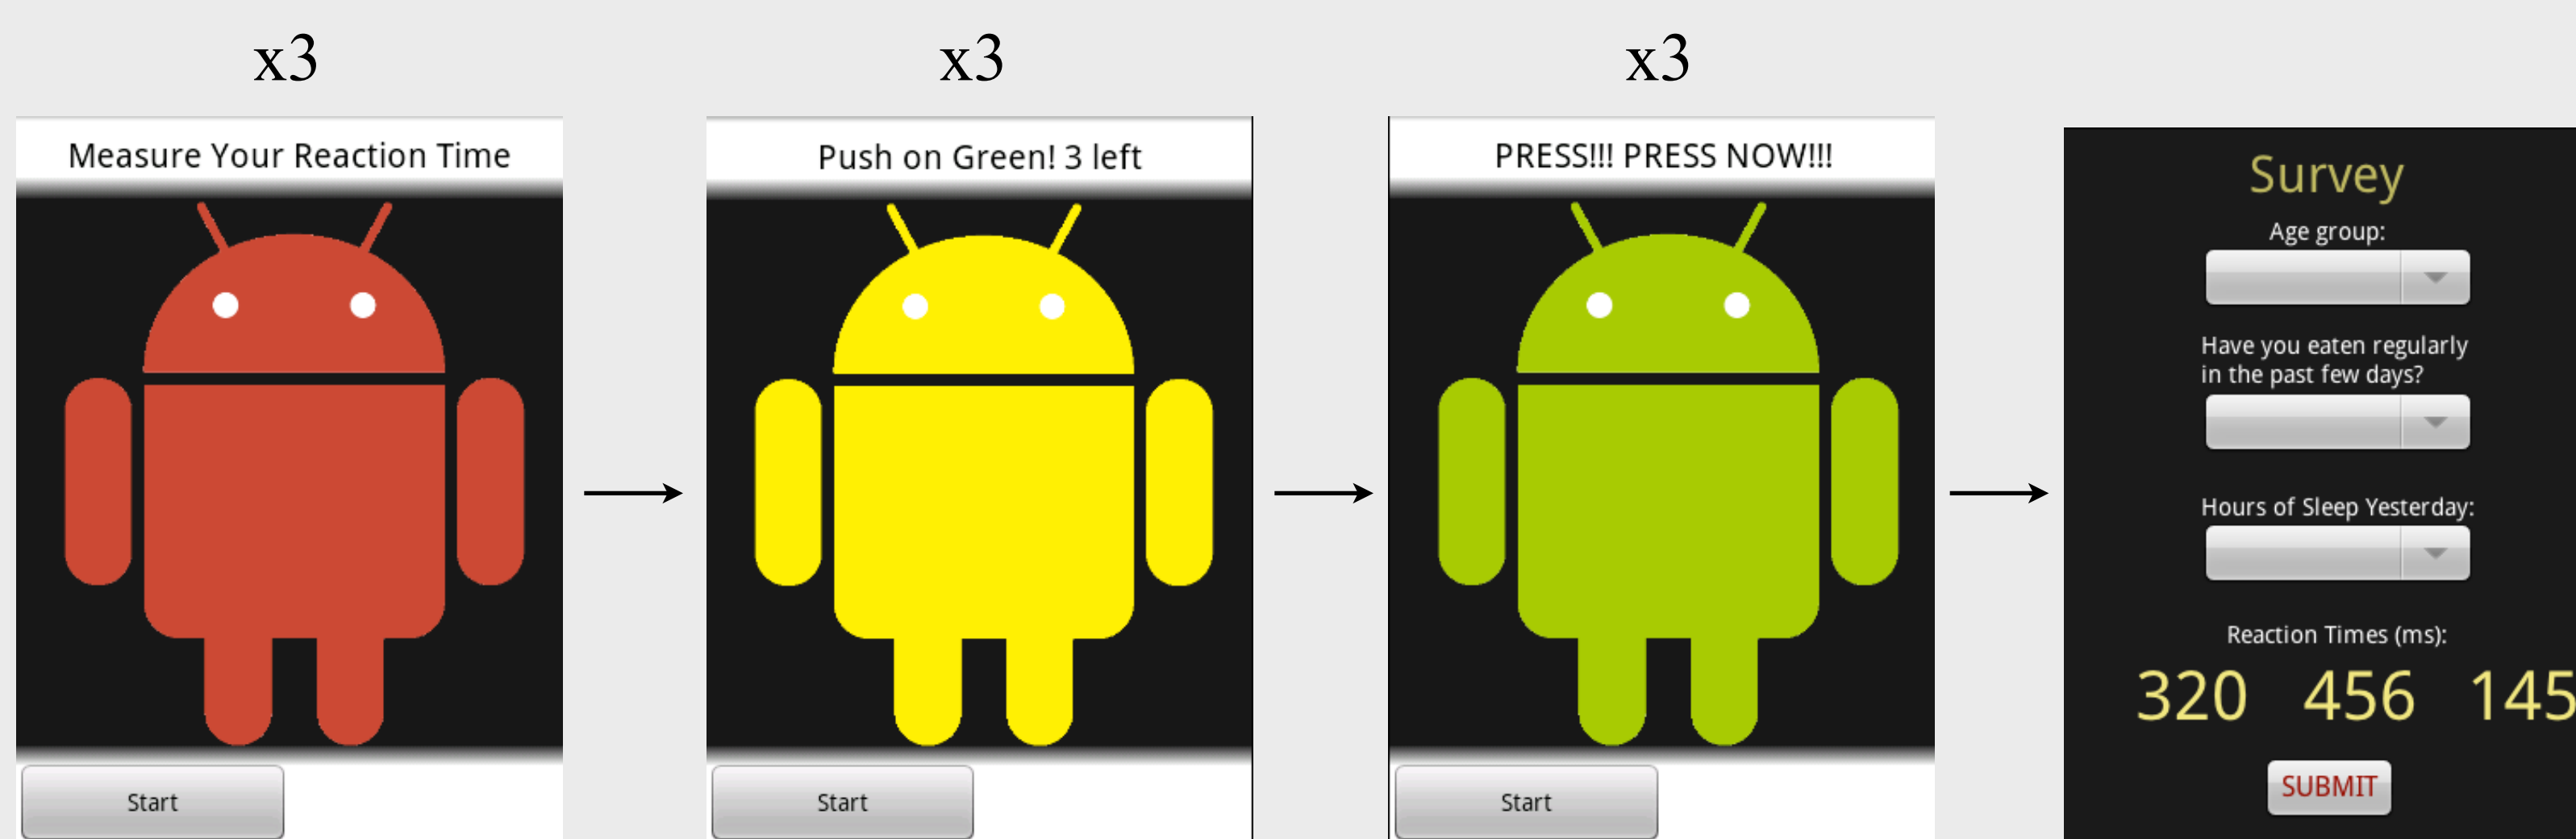 x3
x3
x3
Measure Your Reaction Time
Start
Push on Green! 3 left
Start
PRESS!!! PRESS NOW!!!
Start
Survey
Age group:
Have you eaten regularly
in the past few days?
Hours of Sleep Yesterday:
Reaction Times (ms):
320 456 145
SUBMIT